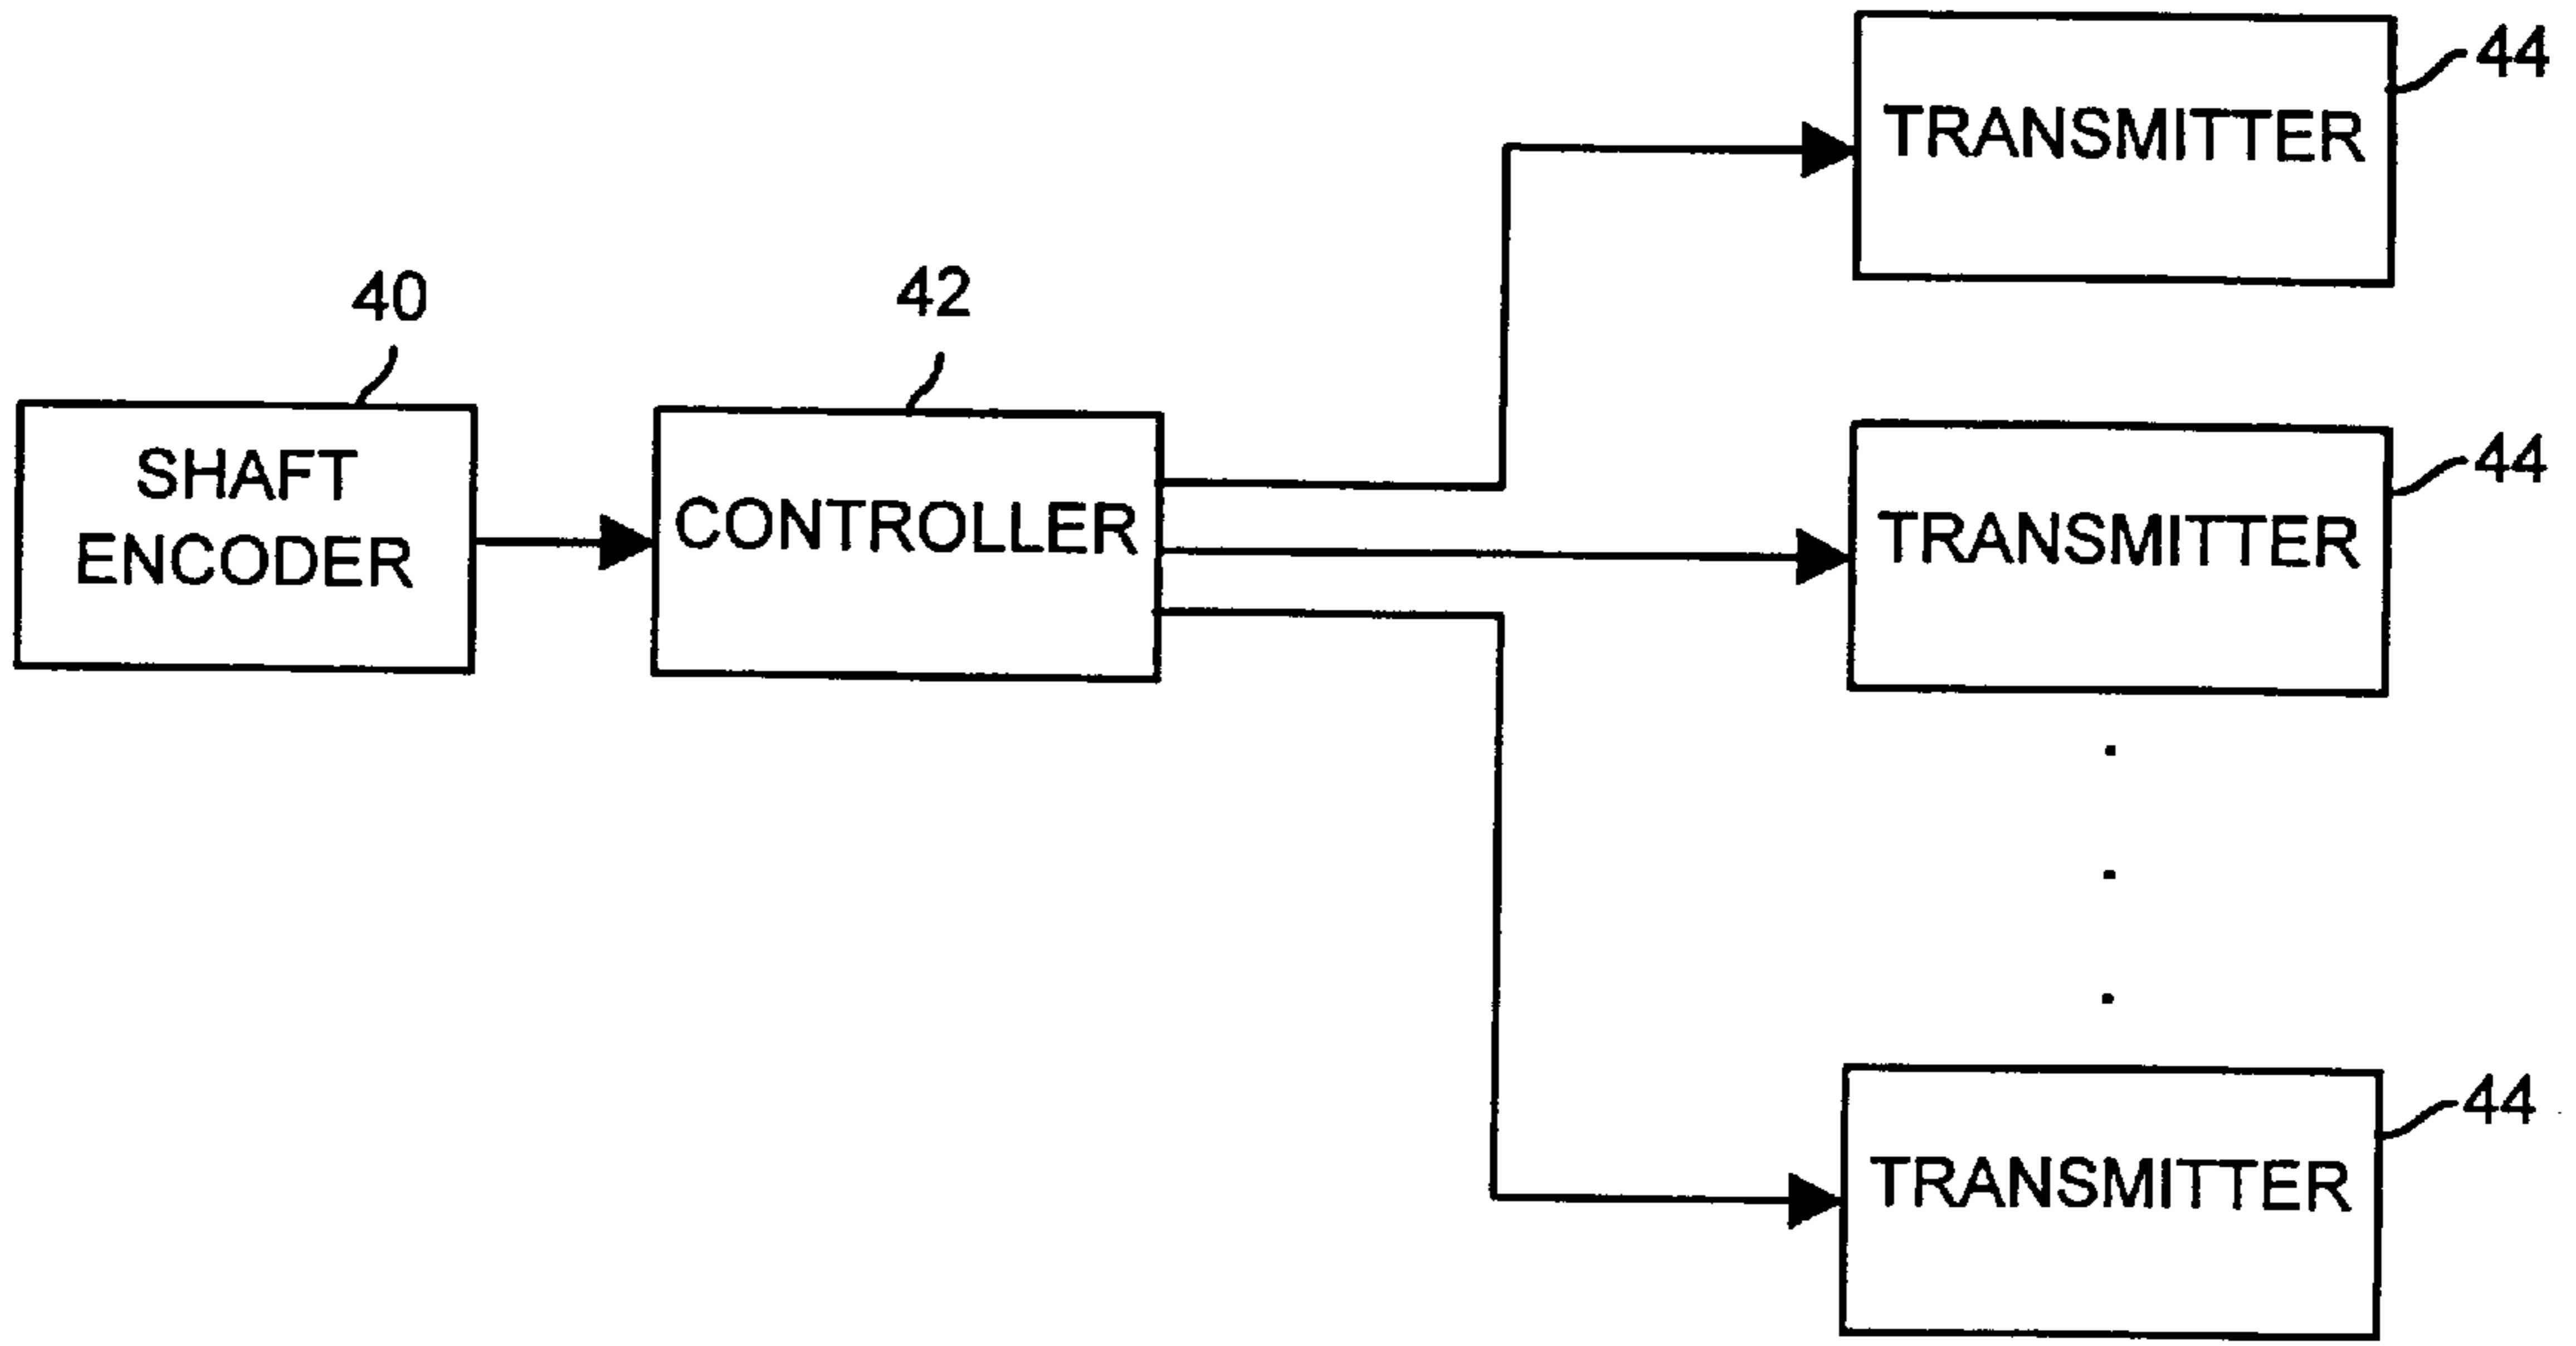 44
TRANSMITTER
40
42
SHAFT
ENCODER
CONTROLLER
44
TRANSMITTER
44
TRANSMITTER